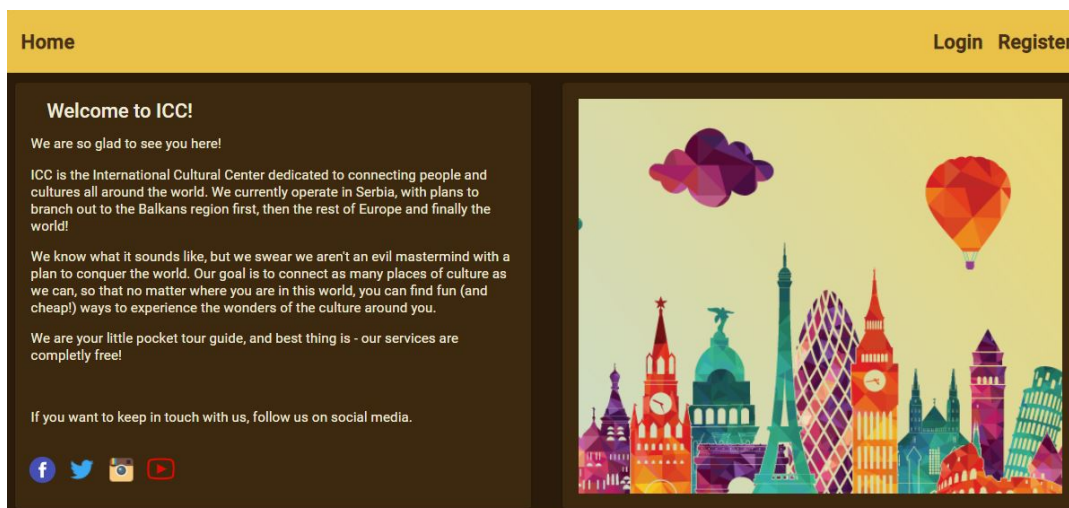 Home
Login Register
Welcome to ICC!
We are so glad to see you here!
ICC is the International Cultural Center dedicated to connecting people and
cultures all around the world. We currently operate in Serbia, with plans to
branch out to the Balkans region first, then the rest of Europe and finally the
world!
We know what it sounds like, but we swear we aren't an evil mastermind with a
plan to conquer the world. Our goal is to connect as many places of culture as
we can, so that no matter where you are in this world, you can find fun (and
cheap!) ways to experience the wonders of the culture around you.
We are your little pocket tour guide, and best thing is - our services are
completly free!
If you want to keep in touch with us, follow us on social media.